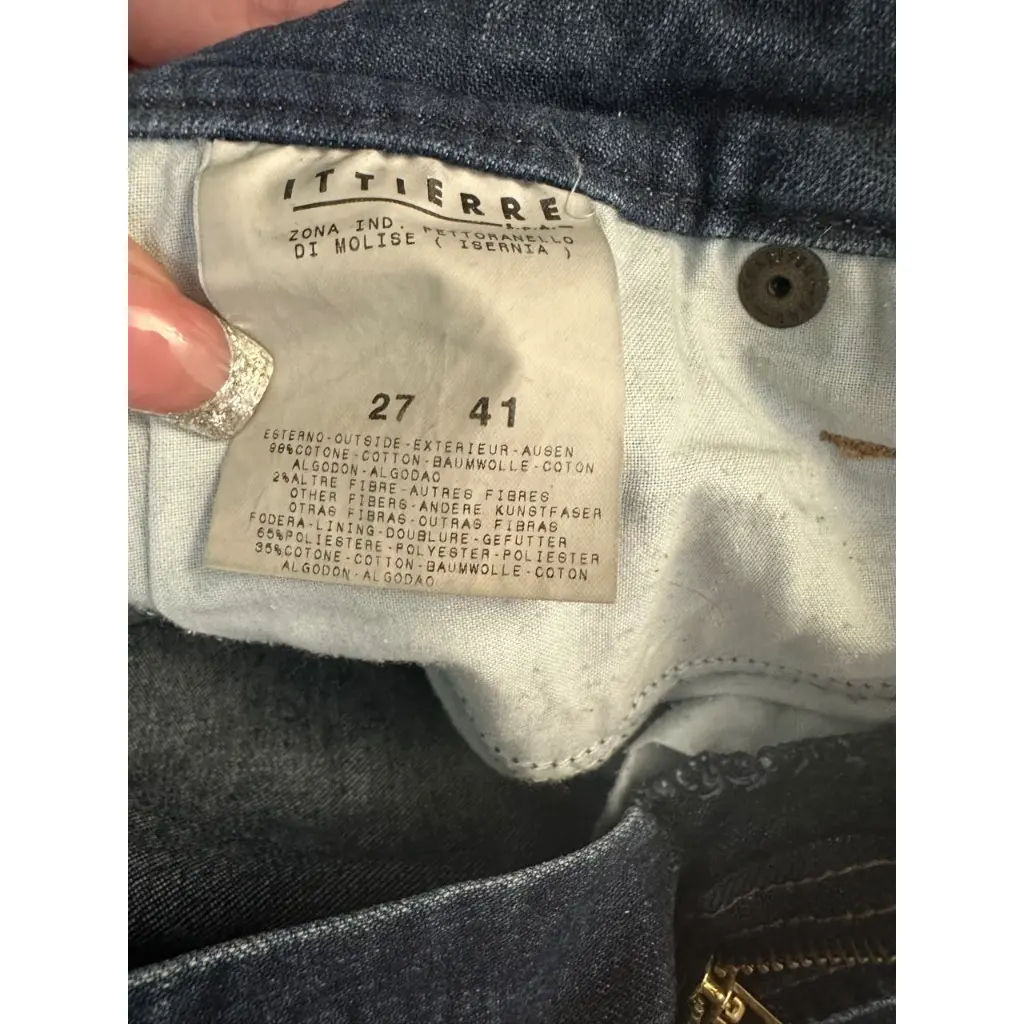 ITTIERRE
S.P.A.
ZONA IND. PETTORANELLO
DI MOLISE ( ISERNIA )
27 41
ESTERNO-OUTSIDE-EXTERIEUR-AUSEN
98%COTONE-COTTON-BAUMWOLLE-COTON
ALGODON-ALGODAO
2%ALTRE FIBRE-AUTRES FIBRES
OTHER FIBERS-ANDERE KUNSTFASER
OTRAS FIBRAS-OUTRAS FIBRAS
FODERA-LINING-DOUBLURE-GEFUTTER
65%POLIESTERE-POLYESTER-POLIESTER
35%COTONE-COTTON-BAUMWOLLE-COTON
ALGODON-ALGODAO